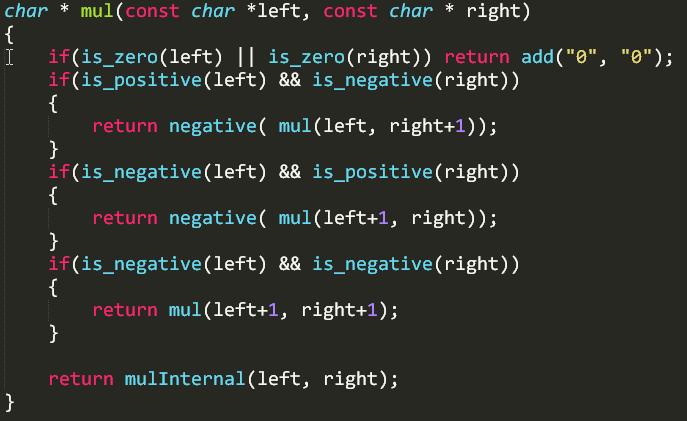 char * mul(const char *left, const char * right)
{
    if(is_zero(left) || is_zero(right)) return add("0", "0");
    if(is_positive(left) && is_negative(right))
    {
        return negative( mul(left, right+1));
    }
    if(is_negative(left) && is_positive(right))
    {
        return negative( mul(left+1, right));
    }
    if(is_negative(left) && is_negative(right))
    {
        return mul(left+1, right+1);
    }

    return mulInternal(left, right);
}